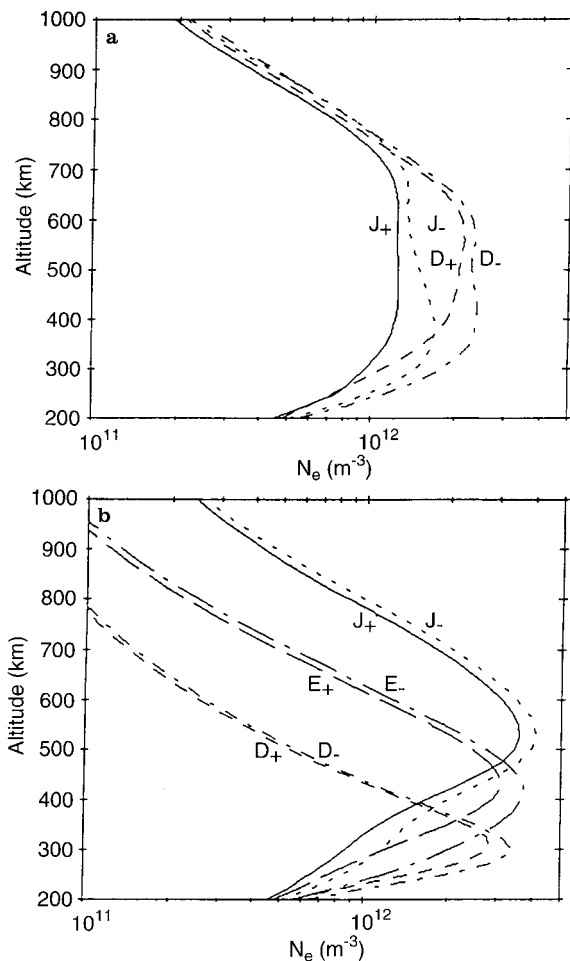 1000
a
900
800
700
600
500
400
300
200
Altitude (km)
J+
J-
D+
D-
10^11
10^12
Ne (m^-3)
1000
b
900
800
700
600
500
400
300
200
Altitude (km)
J+
J-
E+
E-
D+
D-
10^11
10^12
Ne (m^-3)